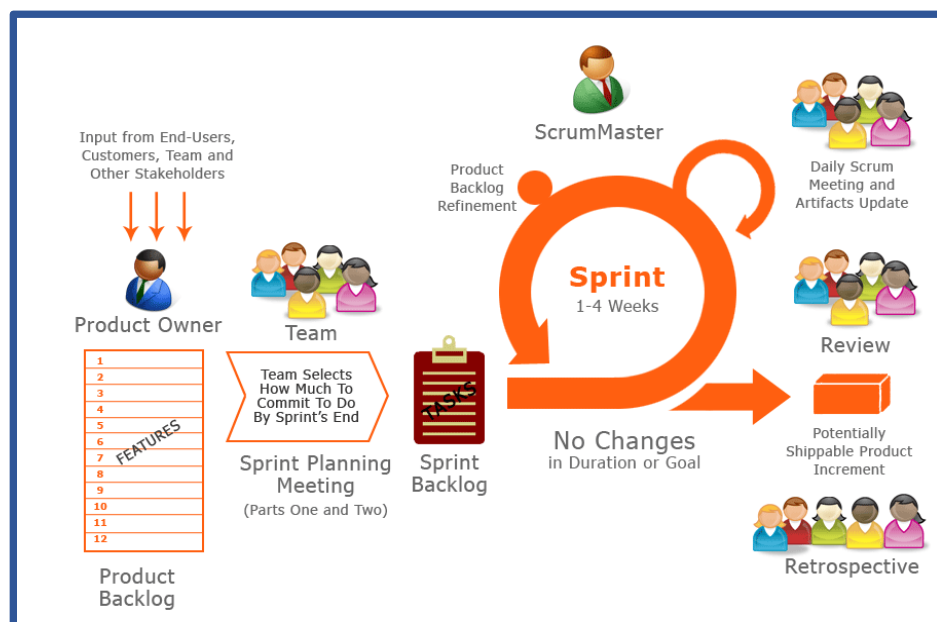 Input from End-Users,
Customers, Team and
Other Stakeholders
Product Owner
1
2
3
4
5
6
7
8
9
10
11
12
FEATURES
Product
Backlog
Team
Team Selects
How Much To
Commit To Do
By Sprint's End
Sprint Planning
Meeting
(Parts One and Two)
TASKS
Sprint
Backlog
ScrumMaster
Product
Backlog
Refinement
Sprint
1-4 Weeks
No Changes
in Duration or Goal
Daily Scrum
Meeting and
Artifacts Update
Review
Potentially
Shippable Product
Increment
Retrospective